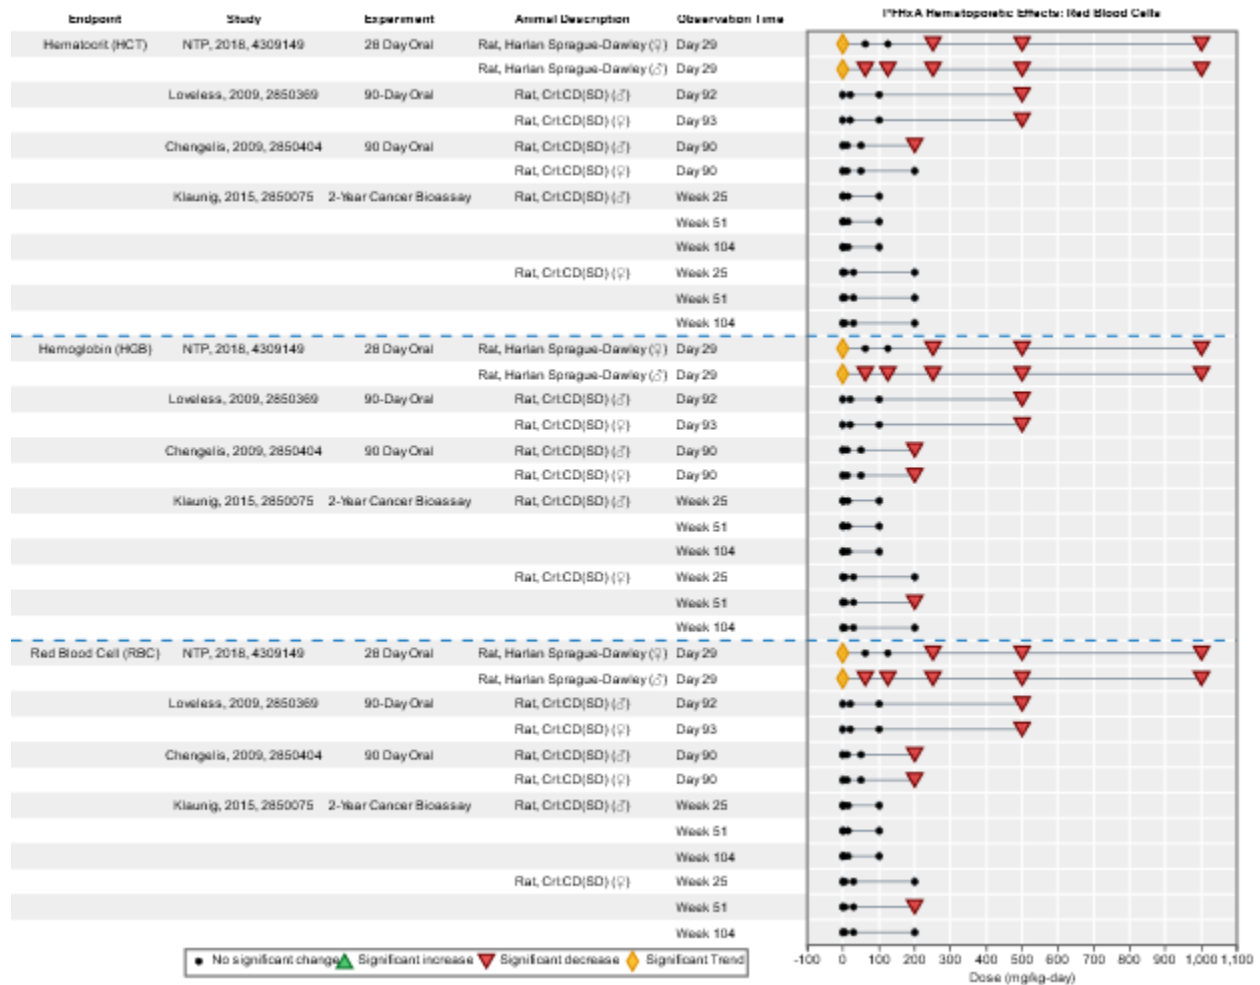 Endpoint Study Experiment Animal Description Observation Time PFHxA Hematopoietic Effects: Red Blood Cells
Hematocrit (HCT) NTP, 2018, 4309149 28 Day Oral Rat, Harlan Sprague-Dawley (♀) Day 29
Rat, Harlan Sprague-Dawley (♂) Day 29
Loveless, 2009, 2850369 90-Day Oral Rat, Crl:CD(SD) (♂) Day 92
Rat, Crl:CD(SD) (♀) Day 93
Chengelis, 2009, 2850404 90 Day Oral Rat, Crl:CD(SD) (♂) Day 90
Rat, Crl:CD(SD) (♀) Day 90
Klaunig, 2015, 2850075 2-Year Cancer Bioassay Rat, Crl:CD(SD) (♂) Week 25
Week 51
Week 104
Rat, Crl:CD(SD) (♀) Week 25
Week 51
Week 104
Hemoglobin (HGB) NTP, 2018, 4309149 28 Day Oral Rat, Harlan Sprague-Dawley (♀) Day 29
Rat, Harlan Sprague-Dawley (♂) Day 29
Loveless, 2009, 2850369 90-Day Oral Rat, Crl:CD(SD) (♂) Day 92
Rat, Crl:CD(SD) (♀) Day 93
Chengelis, 2009, 2850404 90 Day Oral Rat, Crl:CD(SD) (♂) Day 90
Rat, Crl:CD(SD) (♀) Day 90
Klaunig, 2015, 2850075 2-Year Cancer Bioassay Rat, Crl:CD(SD) (♂) Week 25
Week 51
Week 104
Rat, Crl:CD(SD) (♀) Week 25
Week 51
Week 104
Red Blood Cell (RBC) NTP, 2018, 4309149 28 Day Oral Rat, Harlan Sprague-Dawley (♀) Day 29
Rat, Harlan Sprague-Dawley (♂) Day 29
Loveless, 2009, 2850369 90-Day Oral Rat, Crl:CD(SD) (♂) Day 92
Rat, Crl:CD(SD) (♀) Day 93
Chengelis, 2009, 2850404 90 Day Oral Rat, Crl:CD(SD) (♂) Day 90
Rat, Crl:CD(SD) (♀) Day 90
Klaunig, 2015, 2850075 2-Year Cancer Bioassay Rat, Crl:CD(SD) (♂) Week 25
Week 51
Week 104
Rat, Crl:CD(SD) (♀) Week 25
Week 51
Week 104
No significant change Significant increase Significant decrease Significant Trend
-100 0 100 200 300 400 500 600 700 800 900 1,000 1,100
Dose (mg/kg-day)